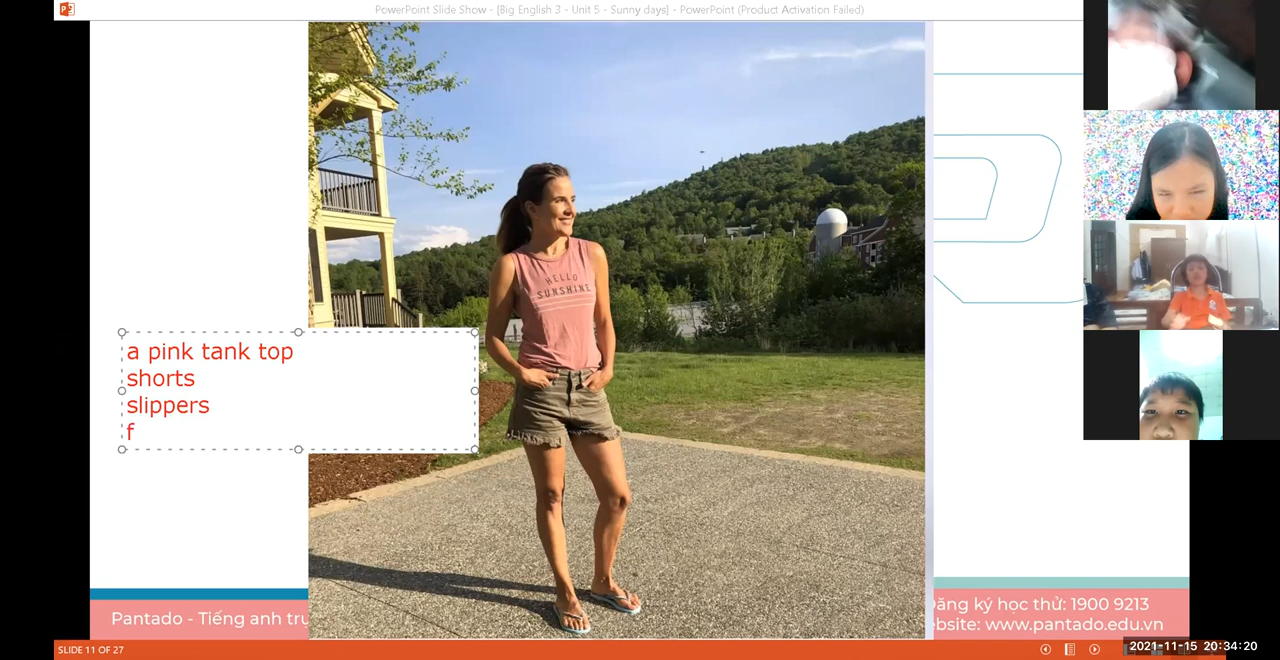 PowerPoint Slide Show - [Big English 3 - Unit 5 - Sunny days] - PowerPoint (Product Activation Failed)
HELLO
SUNSHINE
a pink tank top
shorts
slippers
f
Pantado - Tiếng anh trự
Đăng ký học thử: 1900 9213
ebsite: www.pantado.edu.vn
SLIDE 11 OF 27
2021-11-15 20:34:20